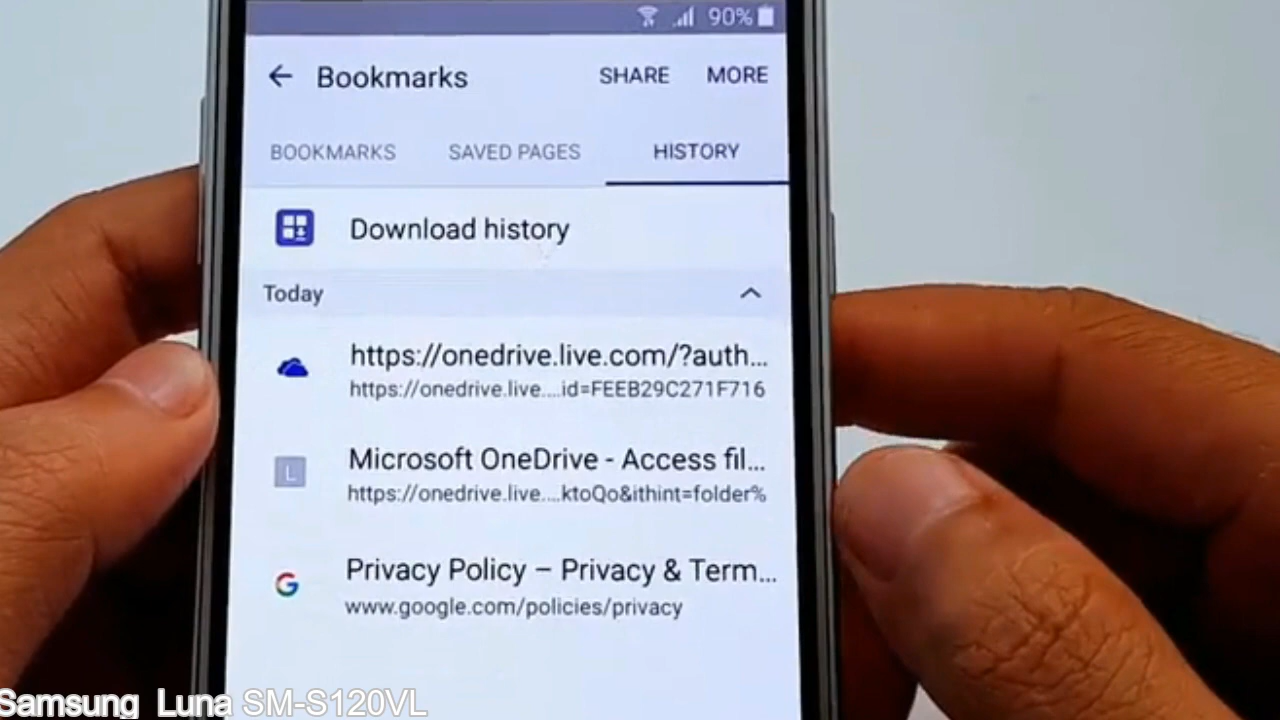 90%
Bookmarks SHARE MORE
BOOKMARKS SAVED PAGES HISTORY
Download history
Today
https://onedrive.live.com/?auth...
https://onedrive.live....id=FEEB29C271F716
L
Microsoft OneDrive - Access fil...
https://onedrive.live....ktoQo&ithint=folder%
G
Privacy Policy – Privacy & Term...
www.google.com/policies/privacy
Samsung Luna SM-S120VL